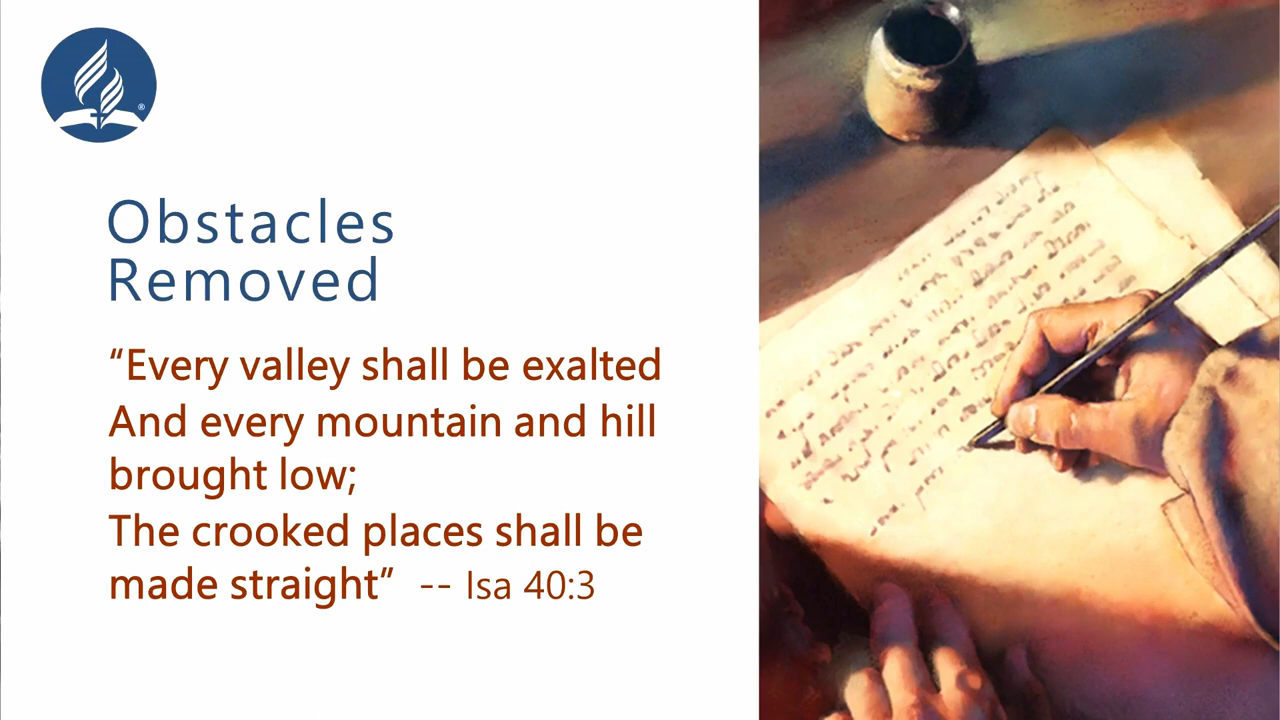 ®
Obstacles
Removed
“Every valley shall be exalted
And every mountain and hill
brought low;
The crooked places shall be
made straight” -- Isa 40:3